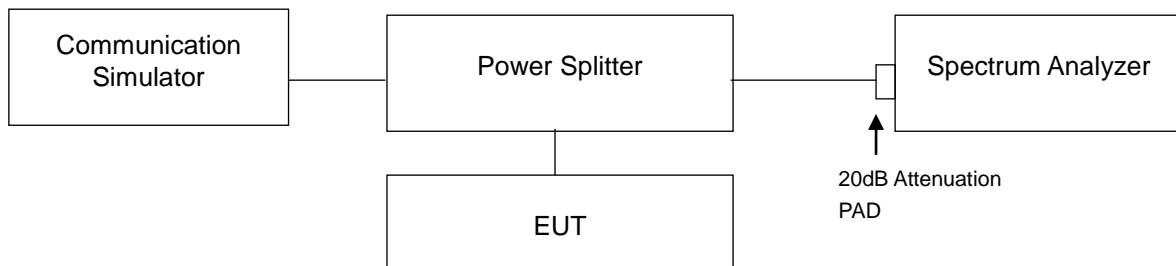 Communication
Simulator
Power Splitter
Spectrum Analyzer
20dB Attenuation
PAD
EUT